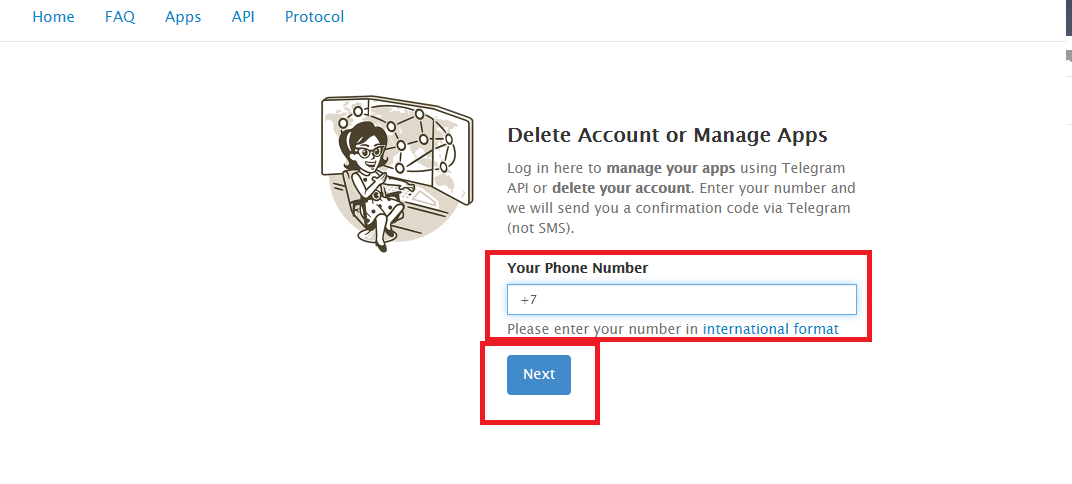 Home FAQ Apps API Protocol
Delete Account or Manage Apps
Log in here to manage your apps using Telegram
API or delete your account. Enter your number and
we will send you a confirmation code via Telegram
(not SMS).
Your Phone Number
+7
Please enter your number in international format
Next